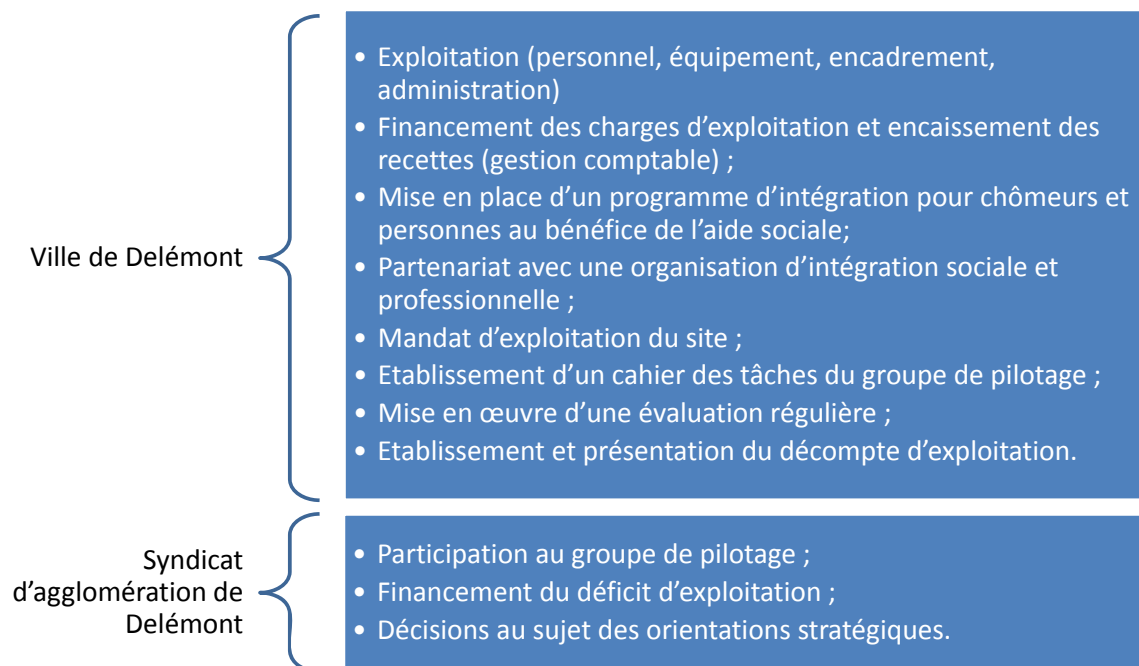 Ville de Delémont
• Exploitation (personnel, équipement, encadrement,
administration)
• Financement des charges d’exploitation et encaissement des
recettes (gestion comptable) ;
• Mise en place d’un programme d’intégration pour chômeurs et
personnes au bénéfice de l’aide sociale;
• Partenariat avec une organisation d’intégration sociale et
professionnelle ;
• Mandat d’exploitation du site ;
• Etablissement d’un cahier des tâches du groupe de pilotage ;
• Mise en œuvre d’une évaluation régulière ;
• Etablissement et présentation du décompte d’exploitation.
Syndicat
d’agglomération de
Delémont
• Participation au groupe de pilotage ;
• Financement du déficit d’exploitation ;
• Décisions au sujet des orientations stratégiques.